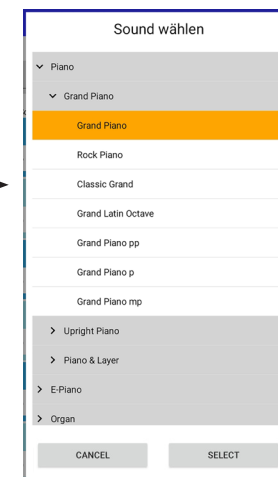 Sound wählen
Piano
Grand Piano
Grand Piano
Rock Piano
Classic Grand
Grand Latin Octave
Grand Piano pp
Grand Piano p
Grand Piano mp
Upright Piano
Piano & Layer
E-Piano
Organ
CANCEL SELECT